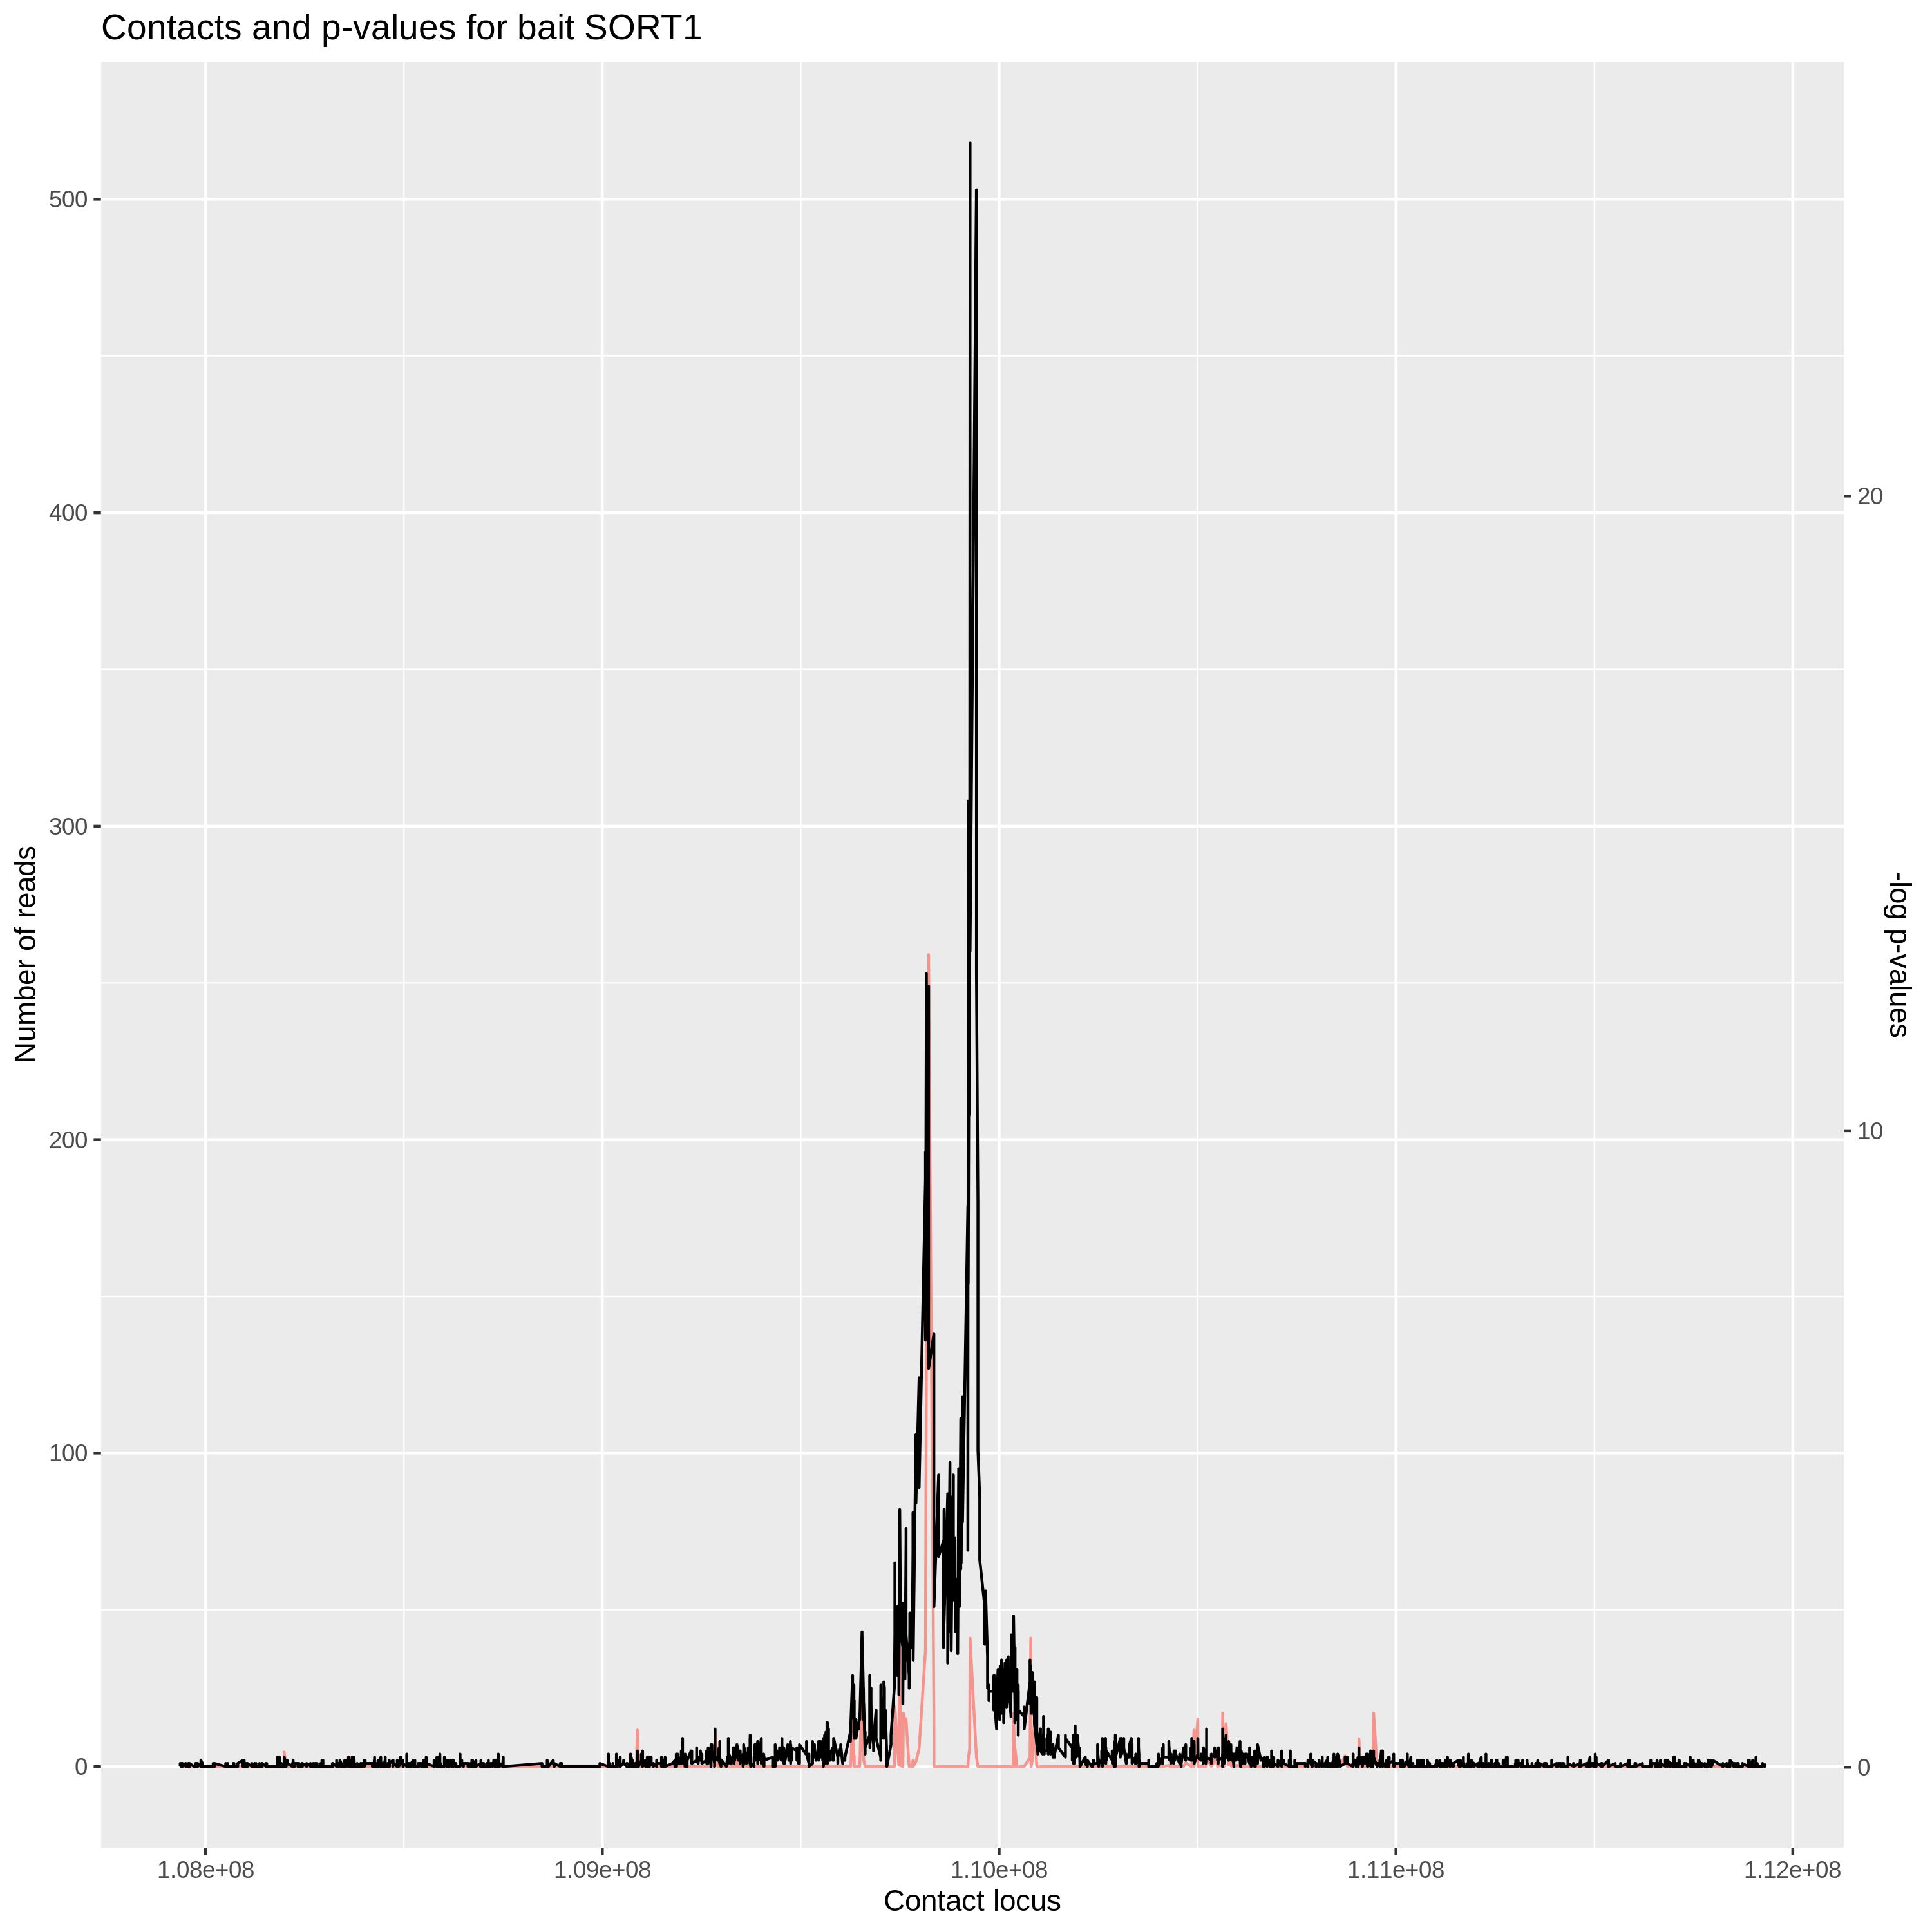 Contacts and p-values for bait SORT1
Number of reads
500
400
300
200
100
0
20
10
0
-log p-values
1.08e+08
1.09e+08
1.10e+08
1.11e+08
1.12e+08
Contact locus